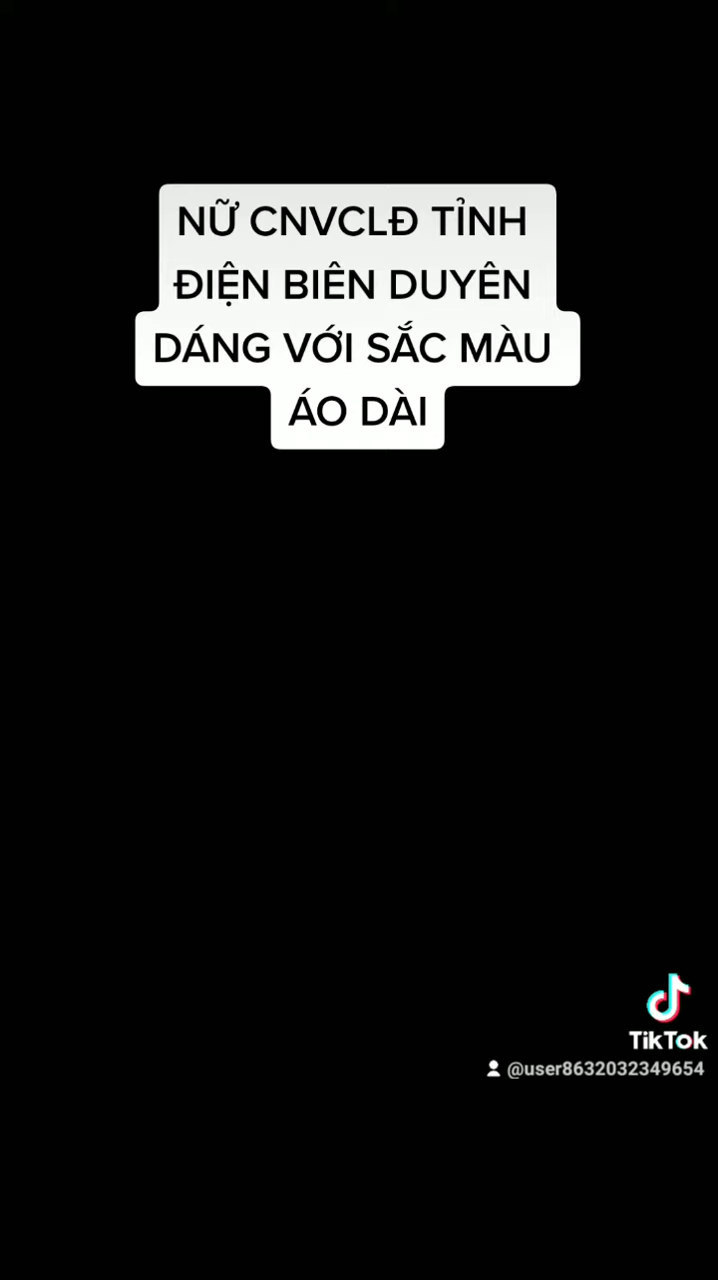 NỮ CNVCLĐ TỈNH
ĐIỆN BIÊN DUYÊN
DÁNG VỚI SẮC MÀU
ÁO DÀI
TikTok
@user8632032349654